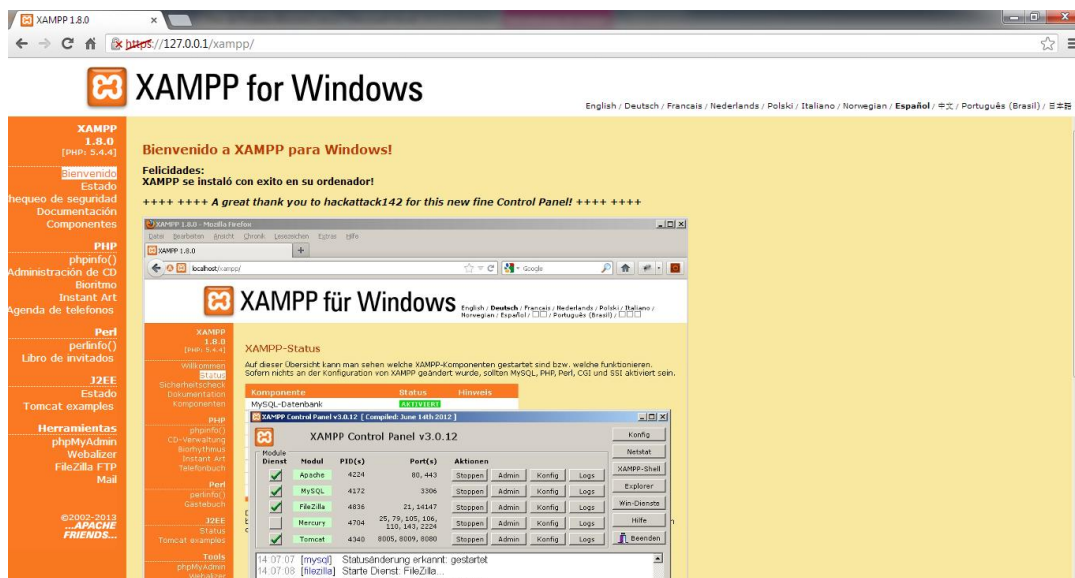 XAMPP 1.8.0
https://127.0.0.1/xampp/
XAMPP for Windows
English / Deutsch / Francais / Nederlands / Polski / Italiano / Norwegian / Español / 中文 / Português (Brasil) / 日本語
XAMPP
1.8.0
[PHP: 5.4.4]
Bienvenido
Estado
hequeo de seguridad
Documentación
Componentes
PHP
phpinfo()
Administración de CD
Bioritmo
Instant Art
Agenda de telefonos
Perl
perlinfo()
Libro de invitados
J2EE
Estado
Tomcat examples
Herramientas
phpMyAdmin
Webalizer
FileZilla FTP
Mail
©2002-2013
...APACHE
FRIENDS...
Bienvenido a XAMPP para Windows!
Felicidades:
XAMPP se instaló con exito en su ordenador!
++++ ++++ A great thank you to hackattack142 for this new fine Control Panel! ++++ ++++
XAMPP 1.8.0 - Mozilla Firefox
Datei Bearbeiten Ansicht Chronik Lesezeichen Extras Hilfe
XAMPP 1.8.0
localhost/xampp/
Google
XAMPP für Windows
English / Deutsch / Francais / Nederlands / Polski / Italiano /
Norwegian / Español / / Português (Brasil) /
XAMPP
1.8.0
[PHP: 5.4.4]
Willkommen
Status
Sicherheitscheck
Dokumentation
Komponenten
PHP
phpinfo()
CD-Verwaltung
Biorhythmus
Instant Art
Telefonbuch
Perl
perlinfo()
Gästebuch
J2EE
Status
Tomcat examples
Tools
phpMyAdmin
Webalizer
XAMPP-Status
Auf dieser Übersicht kann man sehen welche XAMPP-Komponenten gestartet sind bzw. welche funktionieren.
Sofern nichts an der Konfiguration von XAMPP geändert wurde, sollten MySQL, PHP, Perl, CGI und SSI aktiviert sein.
Komponente Status Hinweis
MySQL-Datenbank AKTIVIERT
XAMPP Control Panel v3.0.12 [ Compiled: June 14th 2012 ]
XAMPP Control Panel v3.0.12
Module
Dienst Modul PID(s) Port(s) Aktionen
Apache 4224 80, 443 Stoppen Admin Konfig Logs
MySQL 4172 3306 Stoppen Admin Konfig Logs
FileZilla 4836 21, 14147 Stoppen Admin Konfig Logs
Mercury 4704 25, 79, 105, 106, 110, 143, 2224 Stoppen Admin Konfig Logs
Tomcat 4340 8005, 8009, 8080 Stoppen Admin Konfig Logs
Konfig
Netstat
XAMPP-Shell
Explorer
Win-Dienste
Hilfe
Beenden
14:07:07 [mysql] Statusänderung erkannt: gestartet
14:07:08 [filezilla] Starte Dienst: FileZilla...